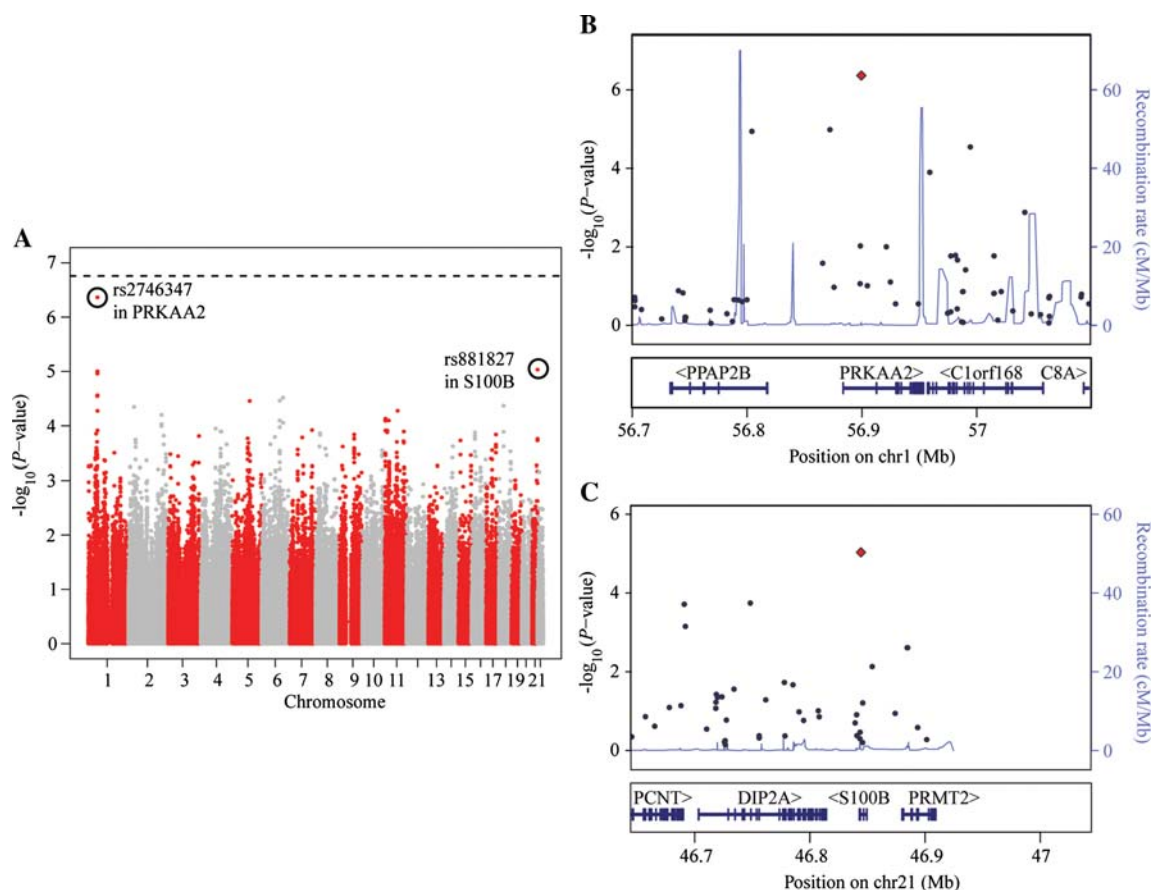 A
-log10(P-value)
7
6
5
4
3
2
1
0
rs2746347
in PRKAA2
rs881827
in S100B
1 2 3 4 5 6 7 8 9 10 11 13 15 17 19 21
Chromosome
B
-log10(P-value)
6
4
2
0
60
40
20
0
Recombination rate (cM/Mb)
<PPAP2B PRKAA2> <C1orf168 C8A>
56.7 56.8 56.9 57
Position on chr1 (Mb)
C
-log10(P-value)
6
4
2
0
60
40
20
0
Recombination rate (cM/Mb)
PCNT> DIP2A> <S100B PRMT2>
46.7 46.8 46.9 47
Position on chr21 (Mb)